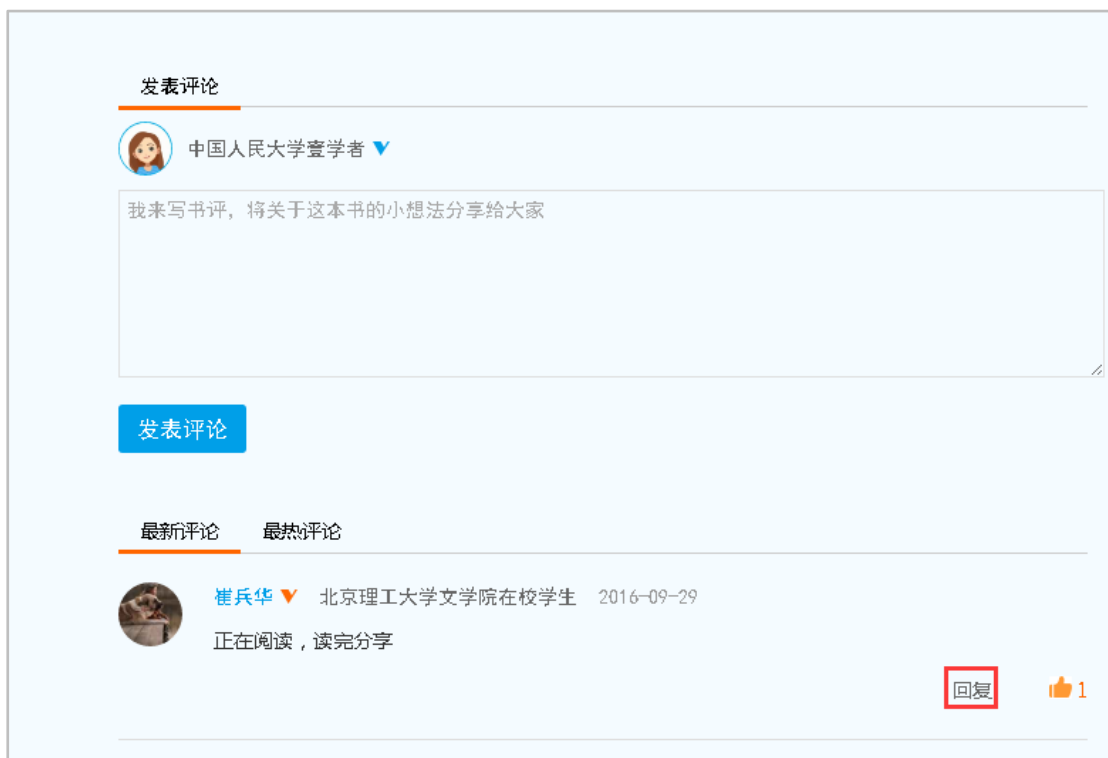 发表评论
中国人民大学壹学者
我来写书评，将关于这本书的小想法分享给大家
发表评论
最新评论 最热评论
崔兵华 北京理工大学文学院在校学生 2016-09-29
正在阅读，读完分享
回复 1